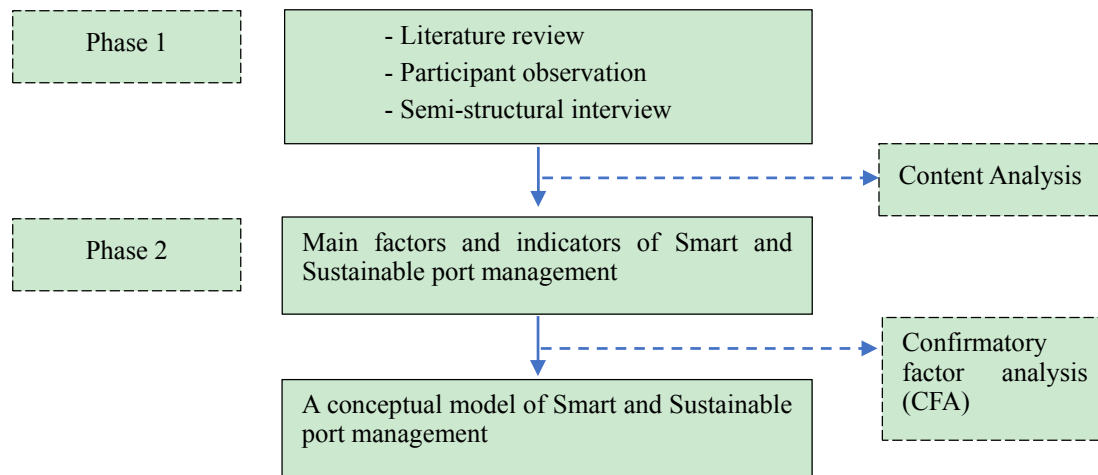 Phase 1
- Literature review
- Participant observation
- Semi-structural interview
Content Analysis
Phase 2
Main factors and indicators of Smart and
Sustainable port management
Confirmatory
factor analysis
(CFA)
A conceptual model of Smart and Sustainable
port management